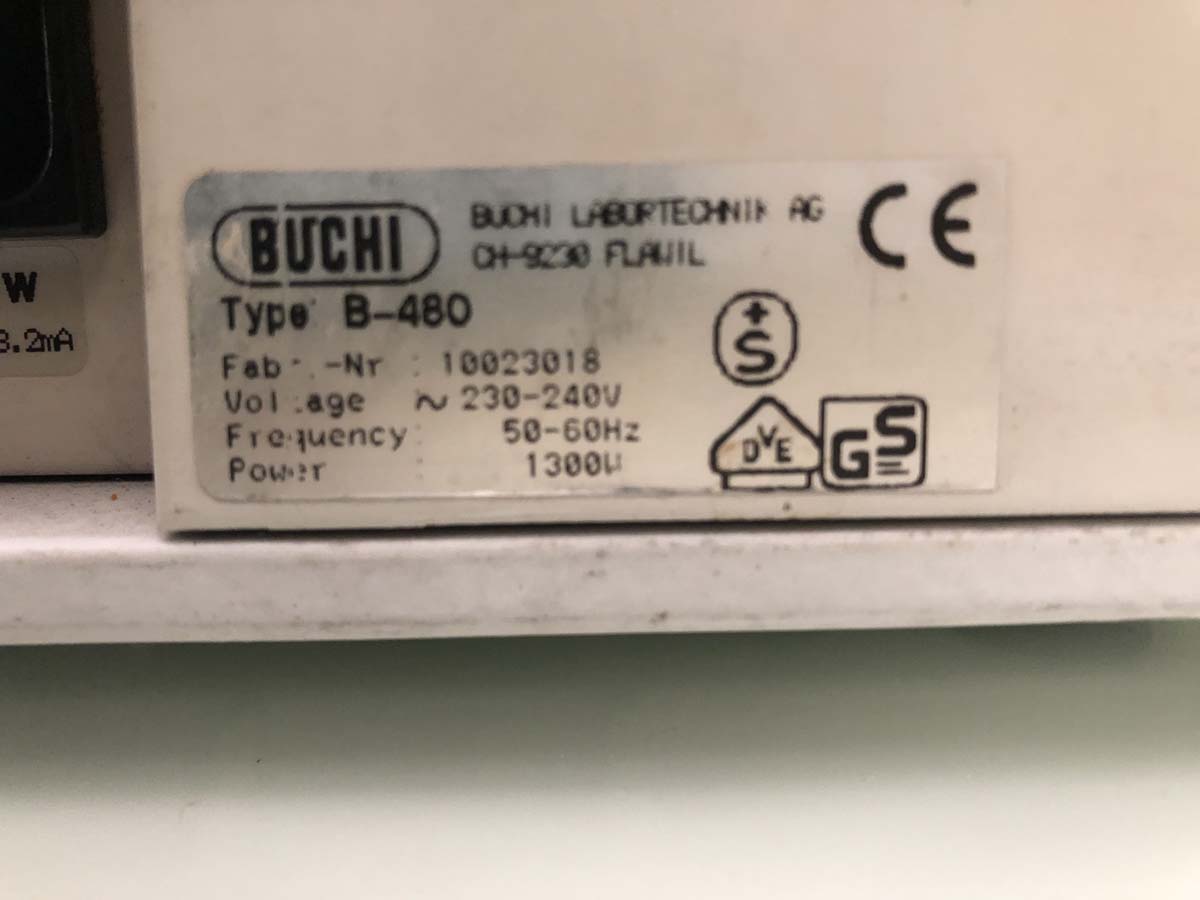 BUCHI
BUCHI LABORTECHNIK AG
CH-9230 FLAWIL
CE
Type B-480
+S
Fab.-Nr : 10023018
Voltage ~ 230-240V
Frequency: 50-60Hz
Power : 1300W
DVE
GS
W
3.2mA